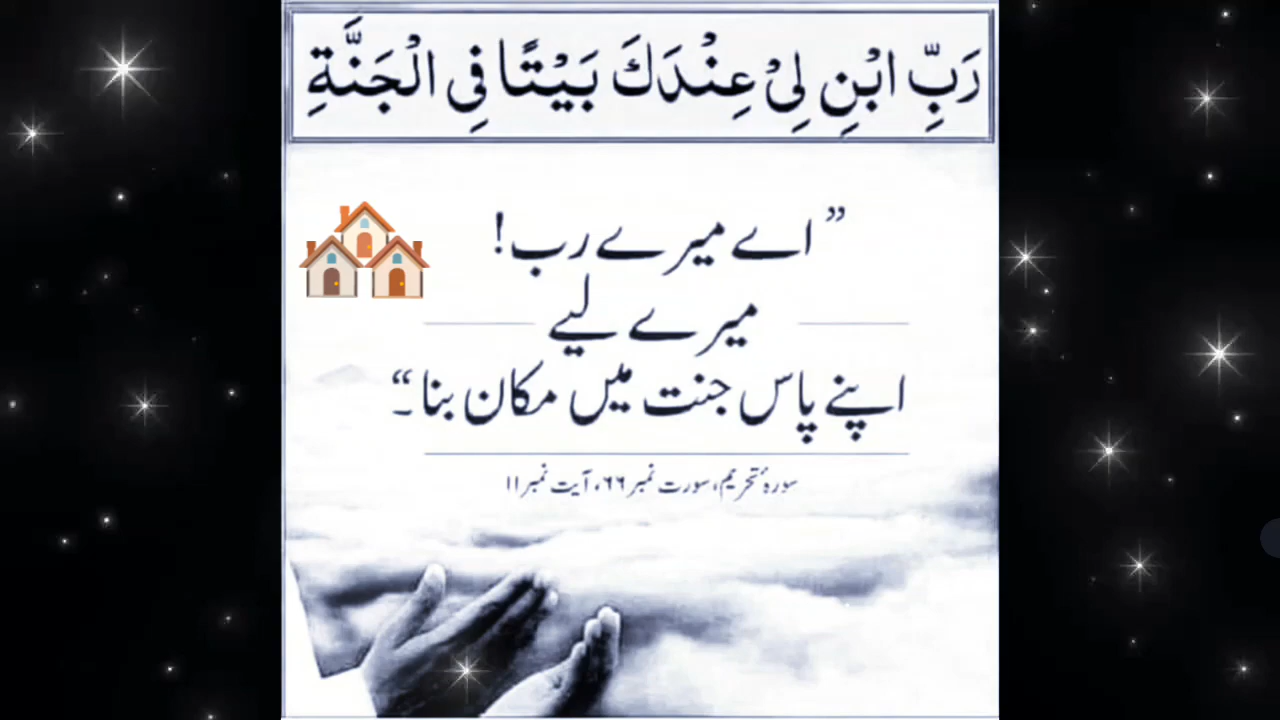 رَبِّ ابْنِ لِیْ عِنْدَكَ بَیْتًا فِی الْجَنَّةِ
”اے میرے رب!
میرے لیے
اپنے پاس جنت میں مکان بنا۔“
سورۂ تحریم، سورت نمبر ۶۶، آیت نمبر ۱۱